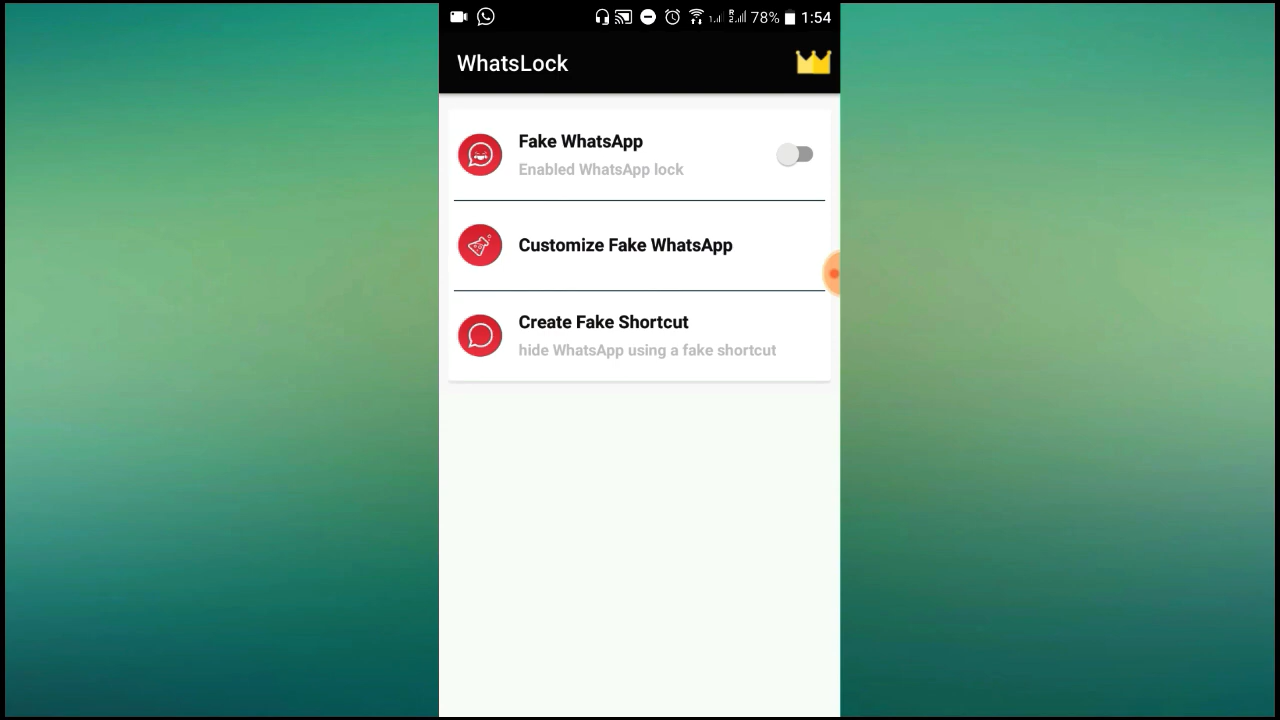 78% 1:54
WhatsLock
Fake WhatsApp
Enabled WhatsApp lock
Customize Fake WhatsApp
Create Fake Shortcut
hide WhatsApp using a fake shortcut